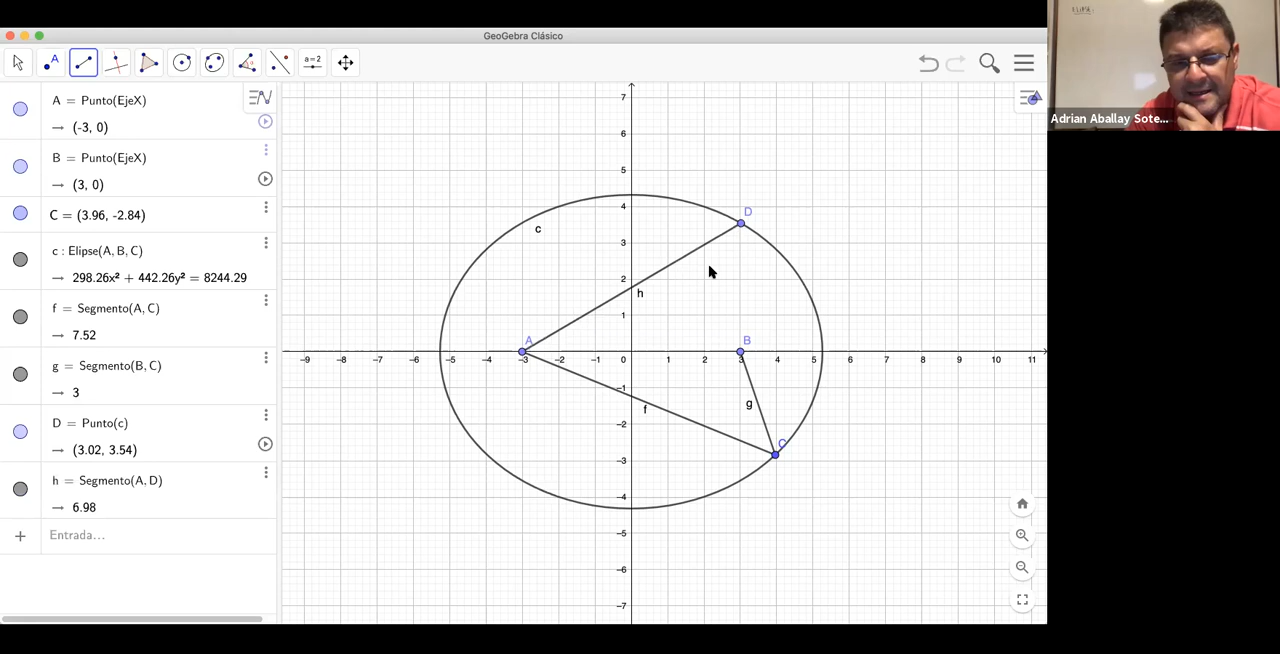 GeoGebra Clásico
a=2
A = Punto(EjeX)
→ (-3, 0)
B = Punto(EjeX)
→ (3, 0)
C = (3.96, -2.84)
c : Elipse(A, B, C)
→ 298.26x² + 442.26y² = 8244.29
f = Segmento(A, C)
→ 7.52
g = Segmento(B, C)
→ 3
D = Punto(c)
→ (3.02, 3.54)
h = Segmento(A, D)
→ 6.98
+ Entrada...
7
6
5
4
3
2
1
−9 −8 −7 −6 −5 −4 −3 −2 −1 0 1 2 3 4 5 6 7 8 9 10 11
−1
−2
−3
−4
−5
−6
−7
c
D
h
A
B
f
g
C
Adrian Aballay Sote...